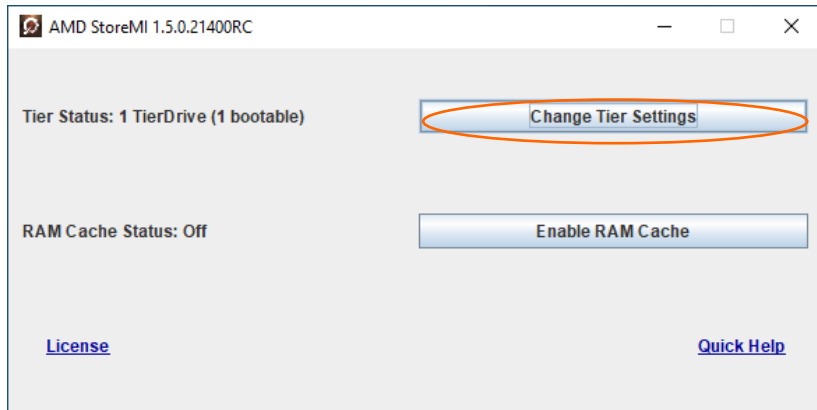 AMD StoreMI 1.5.0.21400RC
Tier Status: 1 TierDrive (1 bootable)
Change Tier Settings
RAM Cache Status: Off
Enable RAM Cache
License
Quick Help